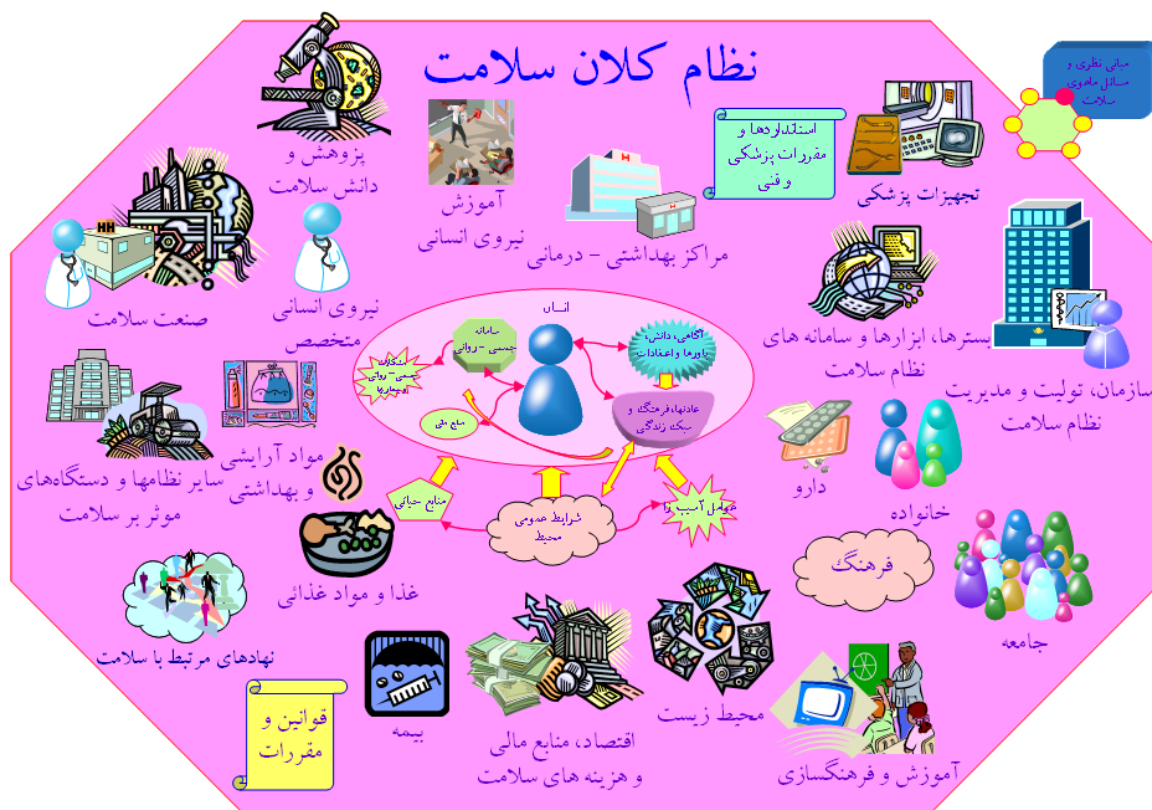 نظام کلان سلامت
مبانی نظری و
مسائل ماهوی
سلامت
پژوهش و
دانش سلامت
آموزش
نیروی انسانی
استانداردها و
مقررات پزشکی
و فنی
تجهیزات پزشکی
مراکز بهداشتی - درمانی
صنعت سلامت
نیروی انسانی
متخصص
بسترها، ابزارها و سامانه های
نظام سلامت
سازمان، تولیت و مدیریت
نظام سلامت
انسان
سامانه
جسمی - روانی
آگاهی، دانش،
باورها و اعتقادات
مشکلات
جسمی - روانی
و بیماریها
منابع ملی
عادتها، فرهنگ و
سبک زندگی
منابع حیاتی
شرایط عمومی
محیط
عوامل آسیب زا
مواد آرایشی
و بهداشتی
سایر نظامها و دستگاه‌های
موثر بر سلامت
دارو
خانواده
غذا و مواد غذائی
فرهنگ
جامعه
نهادهای مرتبط با سلامت
قوانین و
مقررات
بیمه
اقتصاد، منابع مالی
و هزینه های سلامت
محیط زیست
آموزش و فرهنگسازی